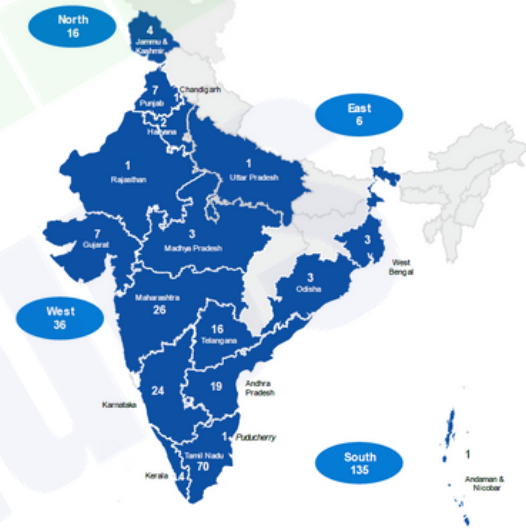 North
16
4
Jammu &
Kashmir
7
Punjab
1
Chandigarh
2
Haryana
East
6
1
Rajasthan
1
Uttar Pradesh
7
Gujarat
3
Madhya Pradesh
3
West
Bengal
3
Odisha
Maharashtra
26
West
36
16
Telangana
24
Karnataka
19
Andhra
Pradesh
1
Puducherry
Tamil Nadu
70
Kerala
4
South
135
1
Andaman &
Nicobar